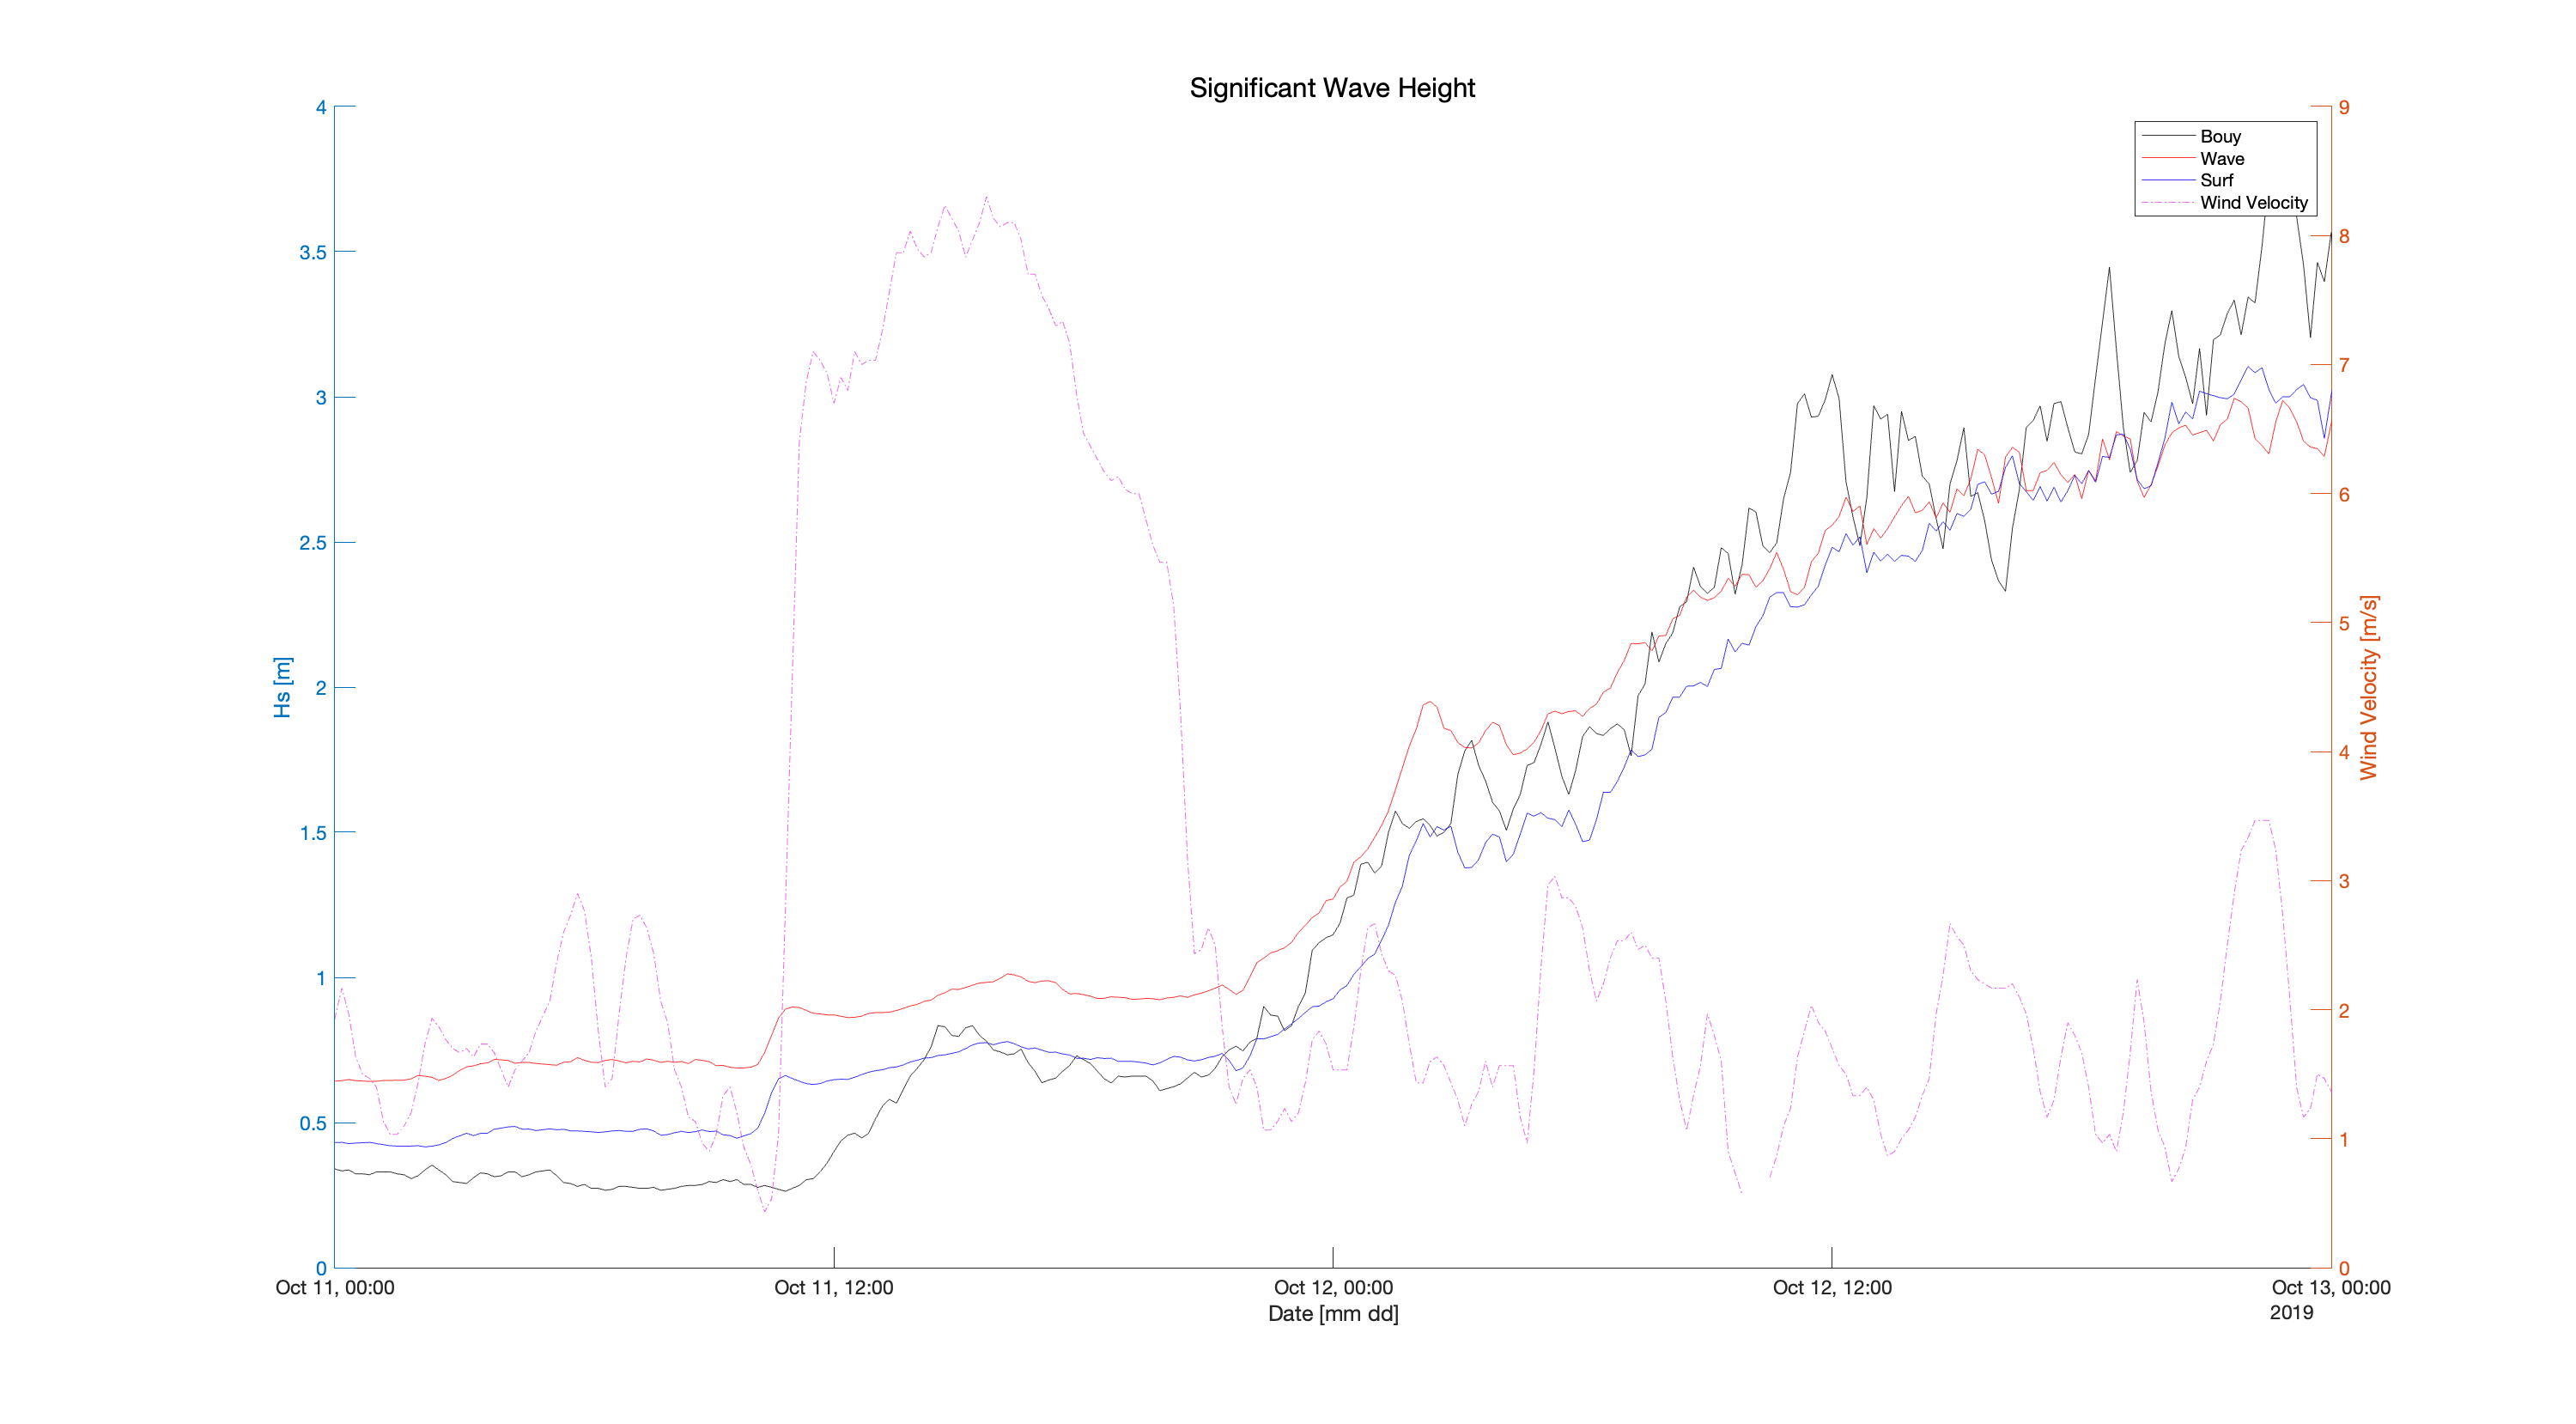 Significant Wave Height
4
3.5
3
2.5
2
1.5
1
0.5
0
Hs [m]
9
8
7
6
5
4
3
2
1
0
Wind Velocity [m/s]
Bouy
Wave
Surf
Wind Velocity
Oct 11, 00:00
Oct 11, 12:00
Oct 12, 00:00
Oct 12, 12:00
Oct 13, 00:00
2019
Date [mm dd]